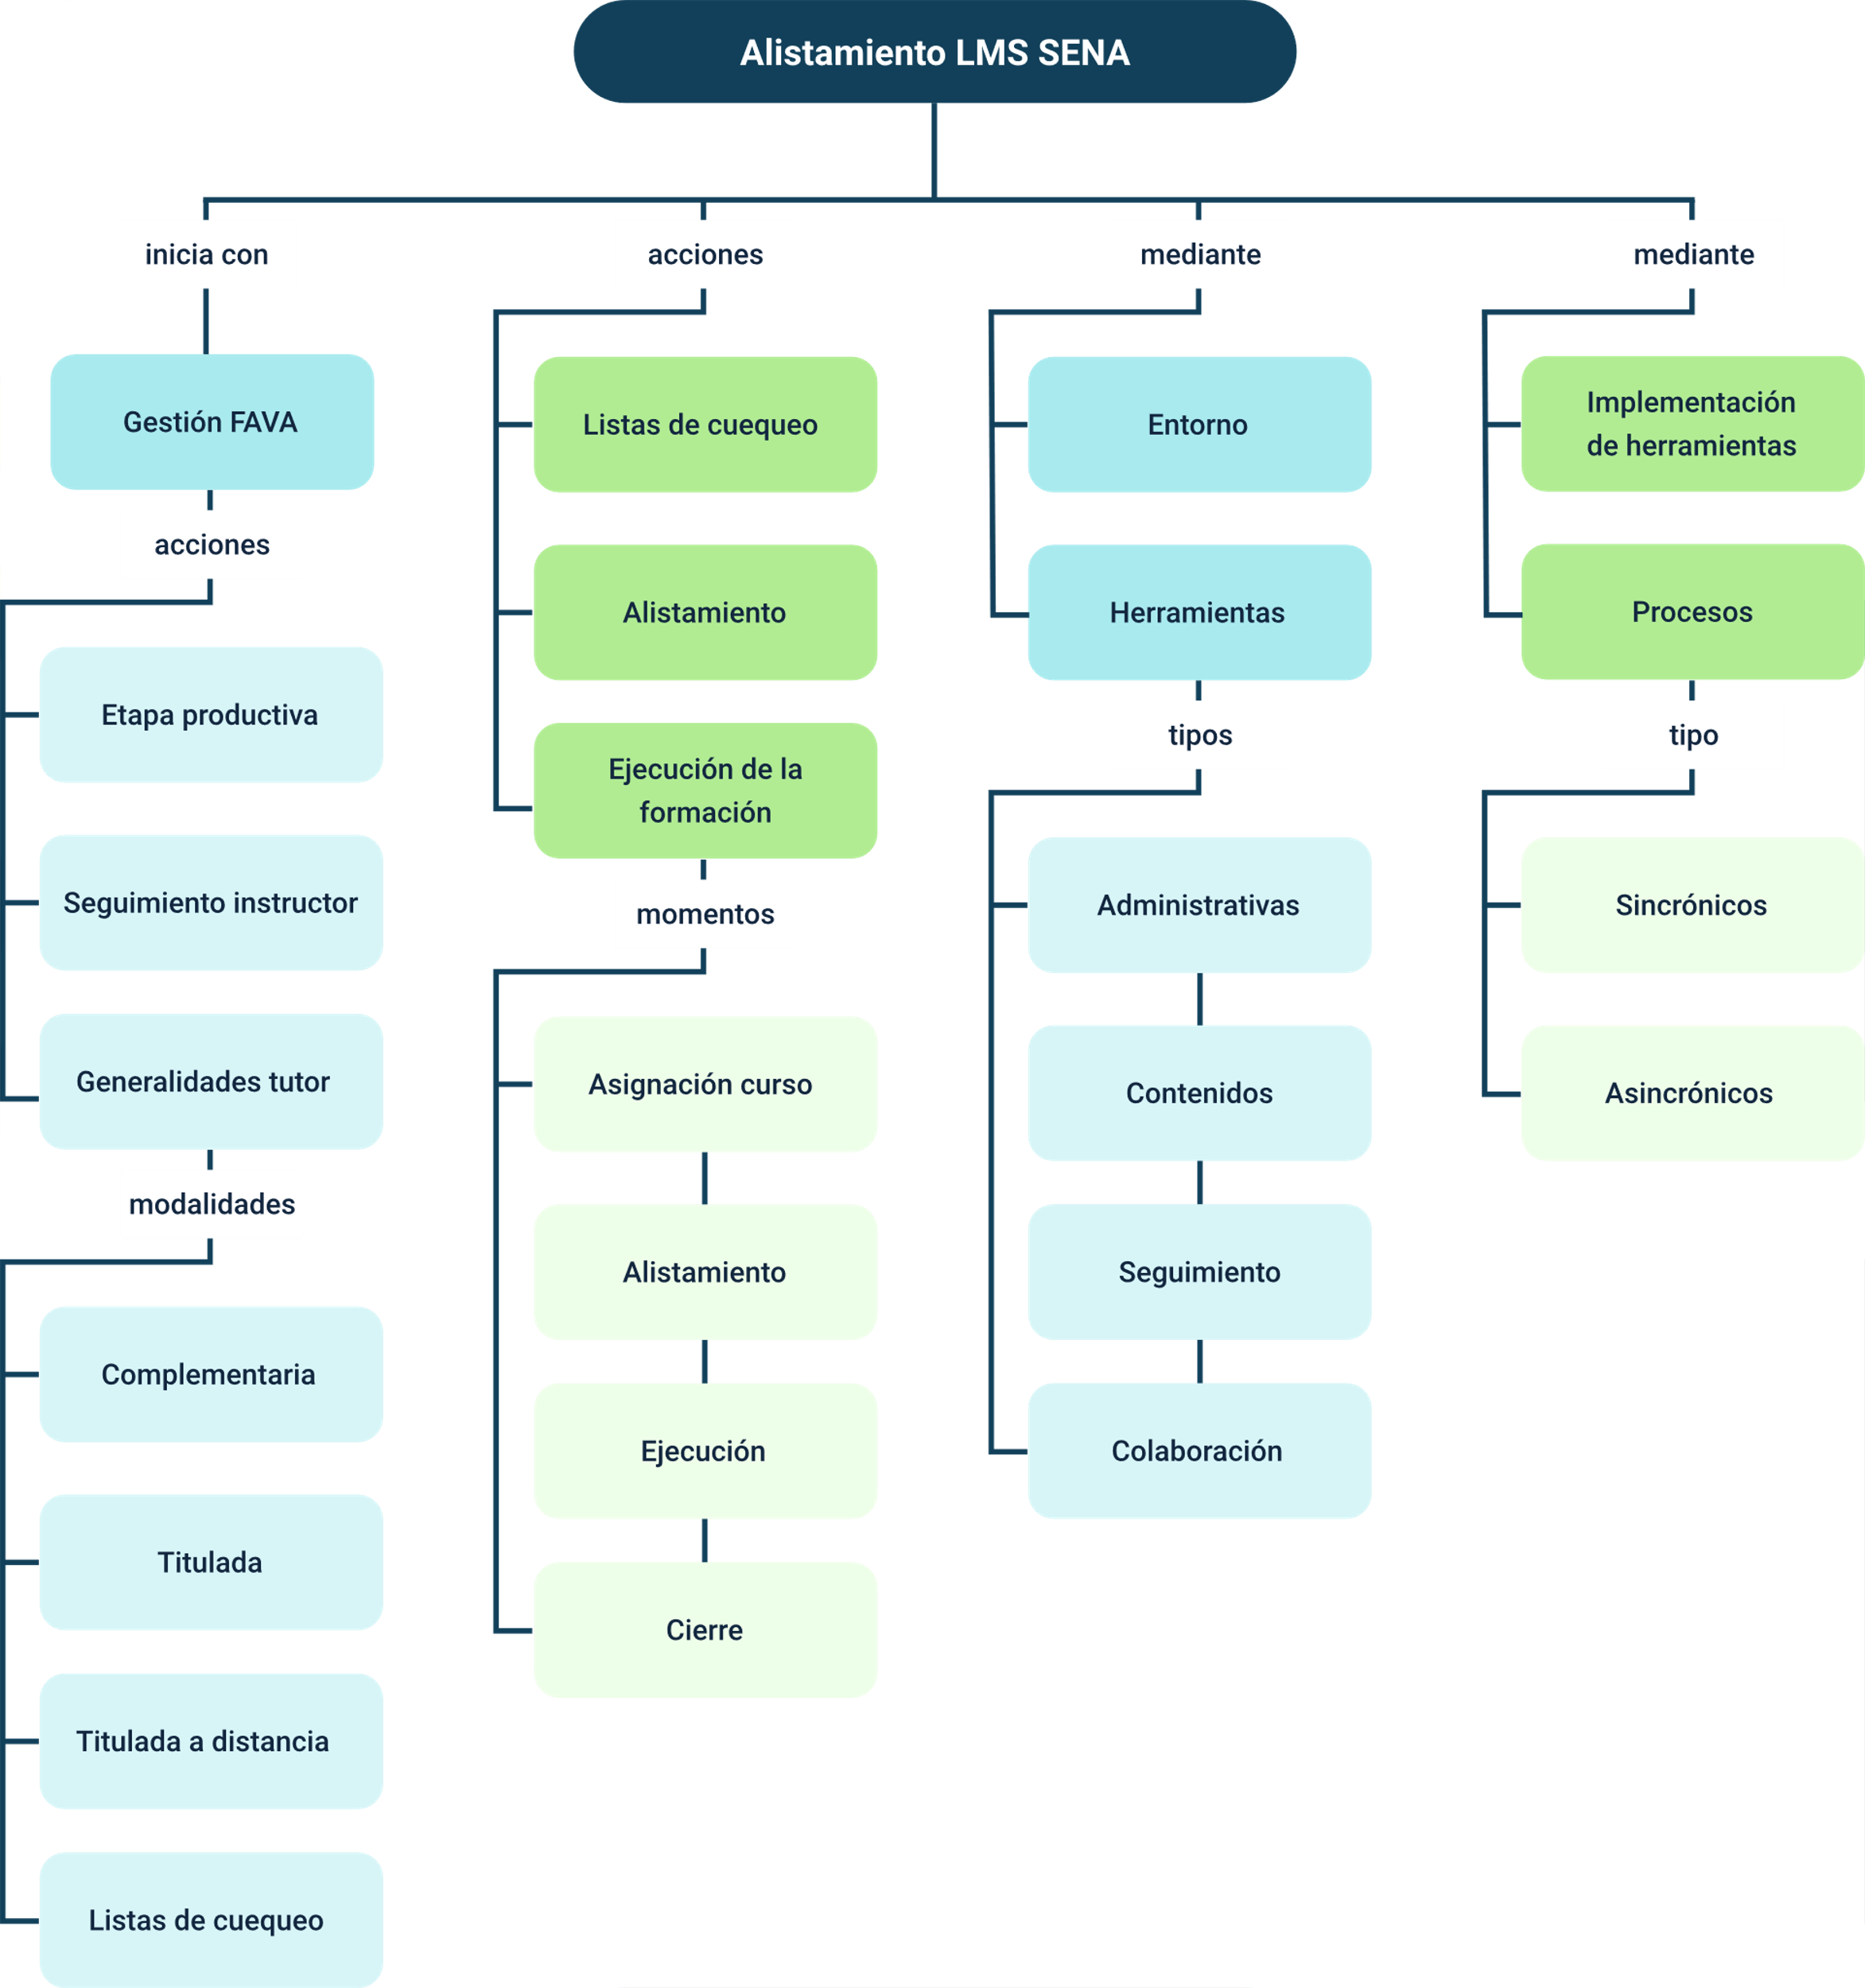 Alistamiento LMS SENA
inicia con
Gestión FAVA
acciones
Etapa productiva
Seguimiento instructor
Generalidades tutor
modalidades
Complementaria
Titulada
Titulada a distancia
Listas de cuequeo
acciones
Listas de cuequeo
Alistamiento
Ejecución de la
formación
momentos
Asignación curso
Alistamiento
Ejecución
Cierre
mediante
Entorno
Herramientas
tipos
Administrativas
Contenidos
Seguimiento
Colaboración
mediante
Implementación
de herramientas
Procesos
tipo
Sincrónicos
Asincrónicos